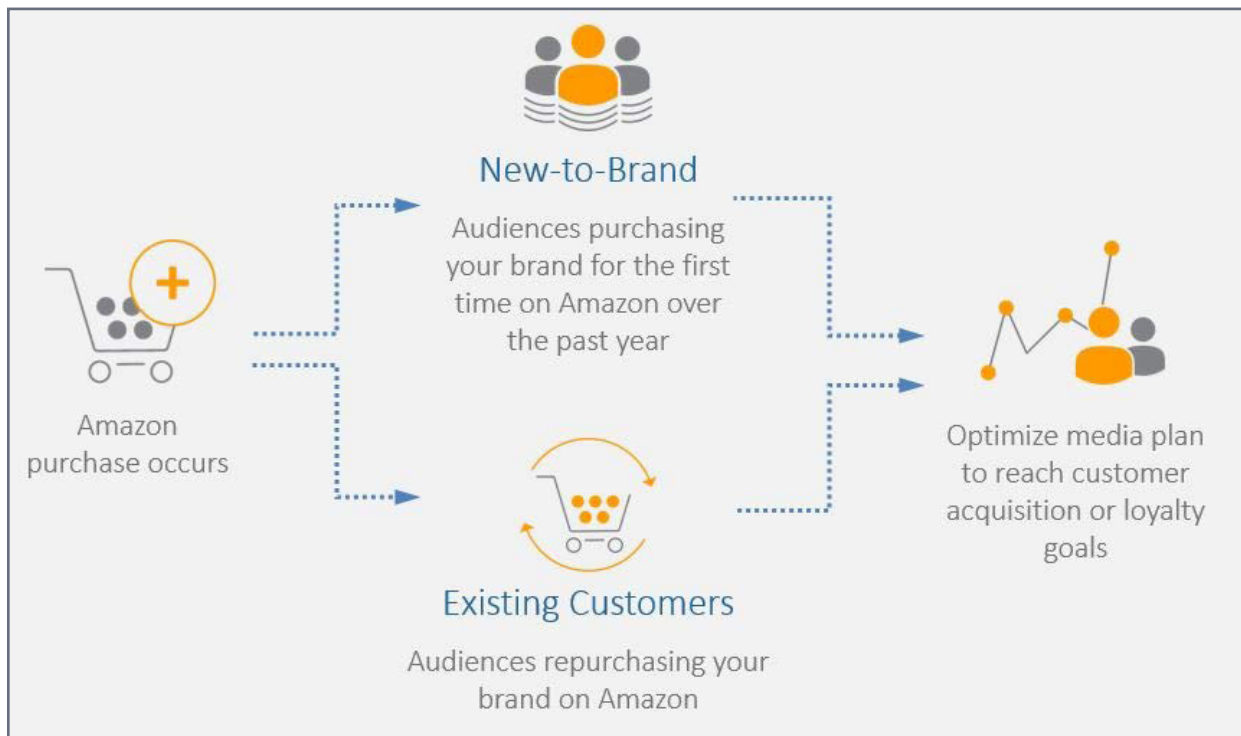 New-to-Brand
Audiences purchasing
your brand for the first
time on Amazon over
the past year
Amazon
purchase occurs
Existing Customers
Audiences repurchasing your
brand on Amazon
Optimize media plan
to reach customer
acquisition or loyalty
goals